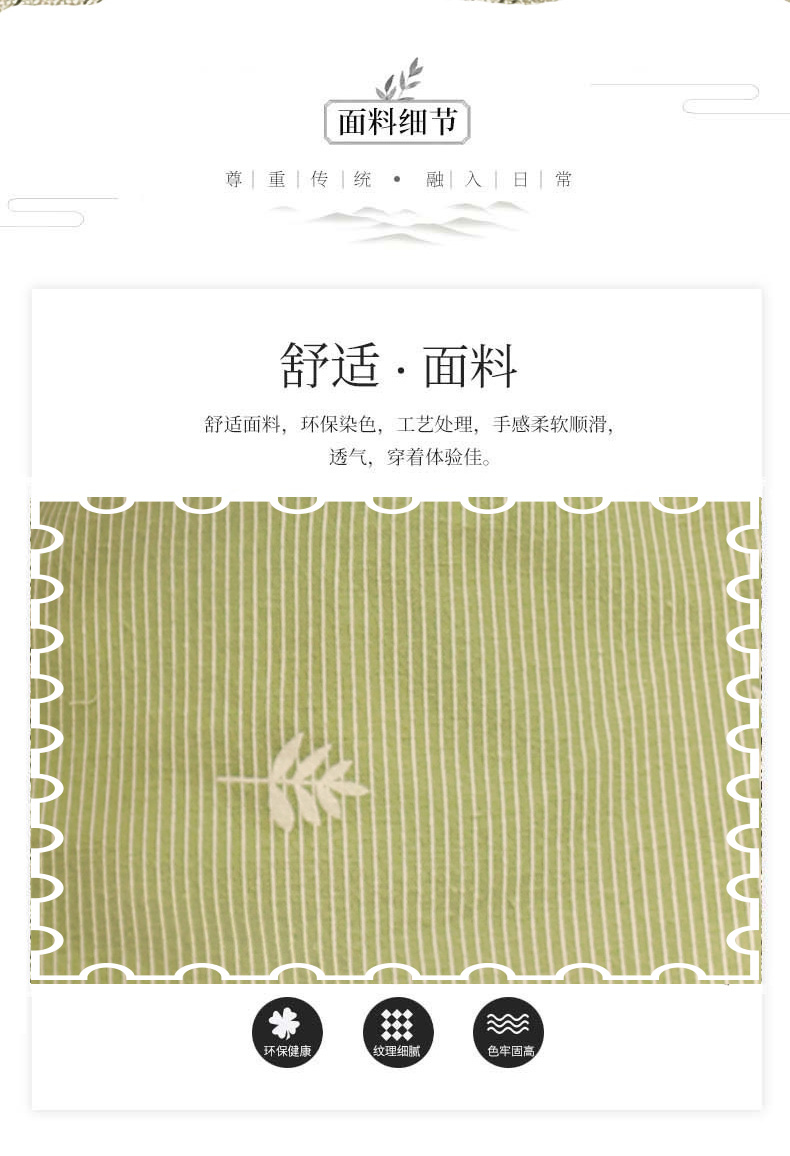 面料细节
尊｜重｜传｜统 • 融｜入｜日｜常
舒适 · 面料
舒适面料，环保染色，工艺处理，手感柔软顺滑，
透气，穿着体验佳。
环保健康 纹理细腻 色牢固高